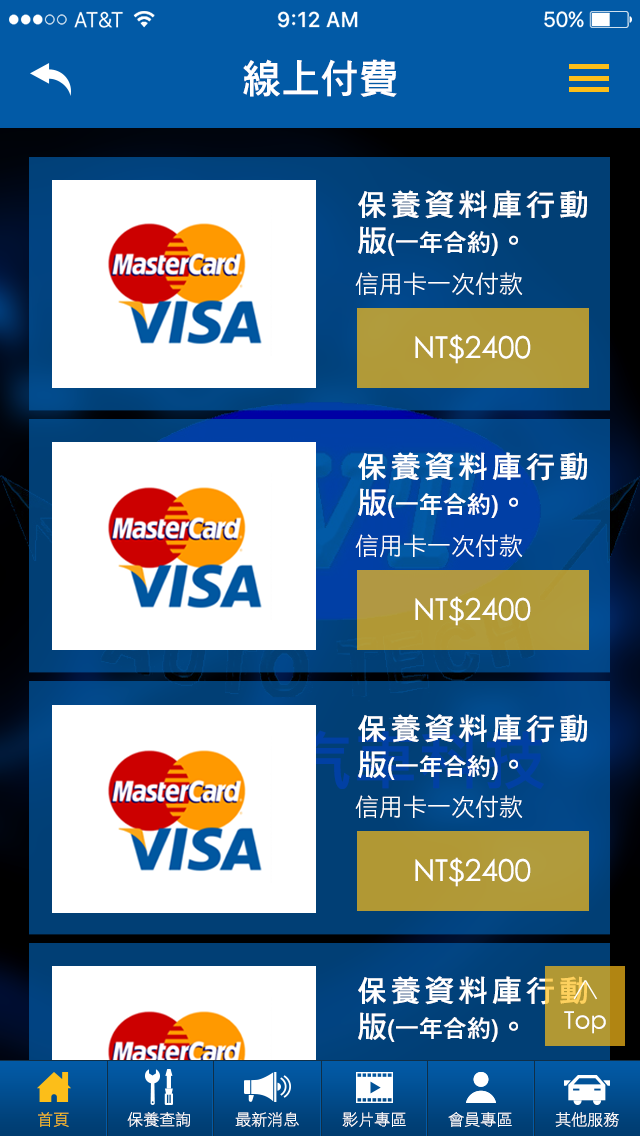 AT&T 9:12 AM 50%
線上付費
MasterCard
VISA
保養資料庫行動
版(一年合約)。
信用卡一次付款
NT$2400
MasterCard
VISA
保養資料庫行動
版(一年合約)。
信用卡一次付款
NT$2400
AUTO TECH
MasterCard
VISA
保養資料庫行動
版(一年合約)。
信用卡一次付款
NT$2400
MasterCard
保養資料庫行動
版(一年合約)。
Top
首頁 保養查詢 最新消息 影片專區 會員專區 其他服務